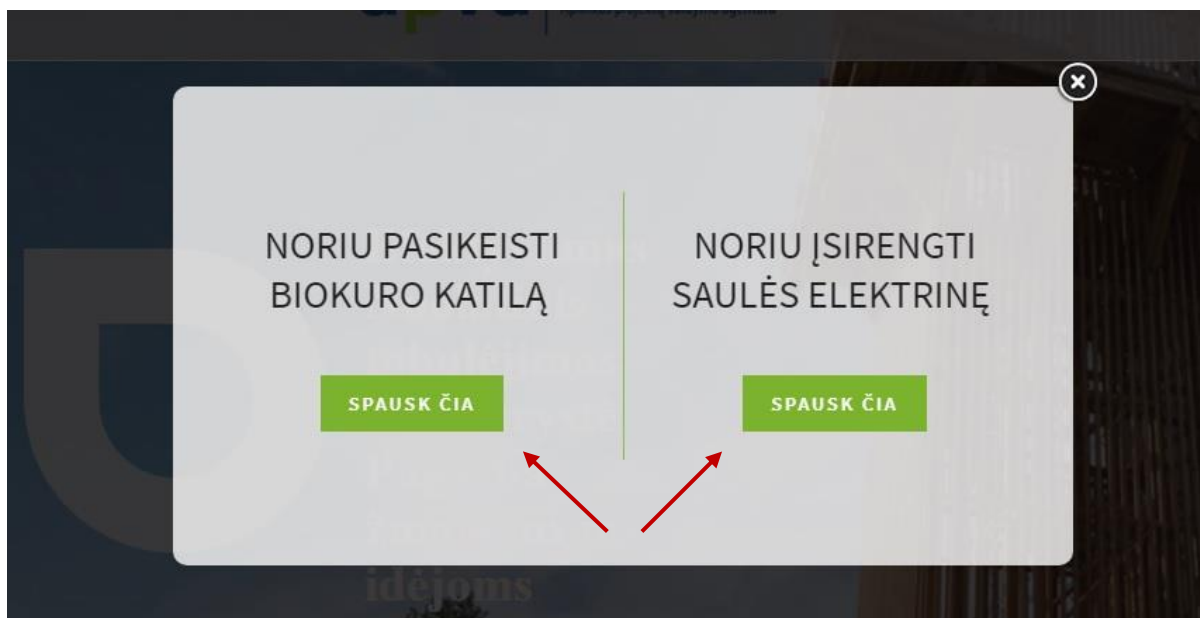 NORIU PASIKEISTI
BIOKURO KATILĄ
SPAUSK ČIA
NORIU ĮSIRENGTI
SAULĖS ELEKTRINĘ
SPAUSK ČIA
idėjoms